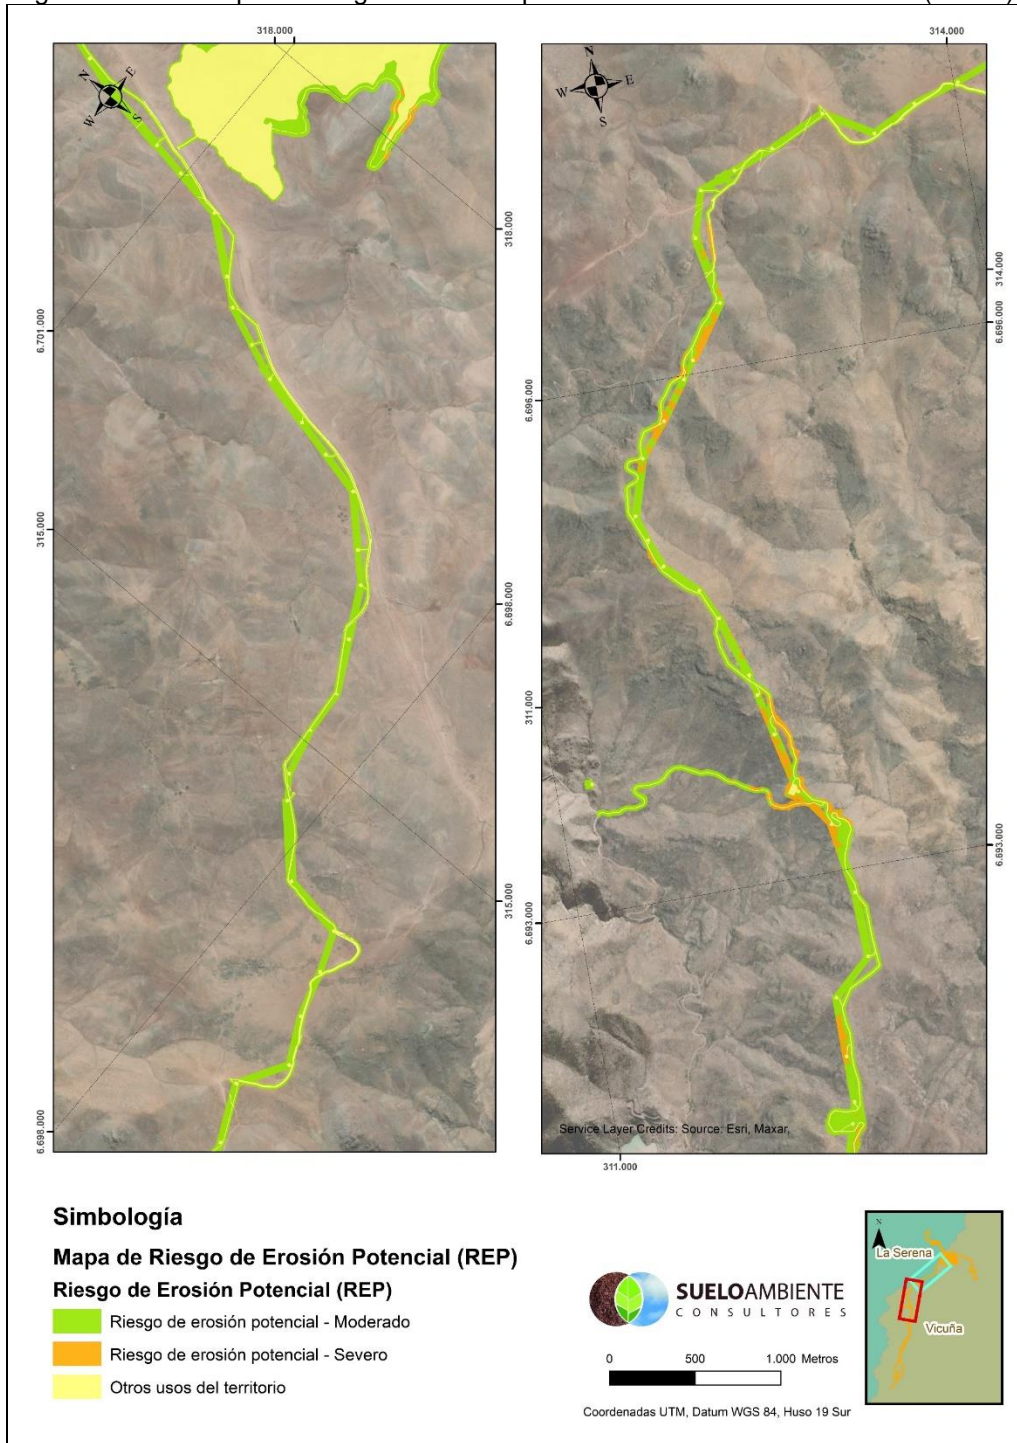 318.000
314.000
N
E
W
S
N
E
W
S
318.000
6.701.000
314.000
6.696.000
6.696.000
315.000
6.698.000
311.000
6.693.000
315.000
6.693.000
6.698.000
Service Layer Credits: Source: Esri, Maxar,
311.000
Simbología
Mapa de Riesgo de Erosión Potencial (REP)
Riesgo de Erosión Potencial (REP)
Riesgo de erosión potencial - Moderado
Riesgo de erosión potencial - Severo
Otros usos del territorio
SUELOAMBIENTE
CONSULTORES
0 500 1.000 Metros
Coordenadas UTM, Datum WGS 84, Huso 19 Sur
N
La Serena
Vicuña